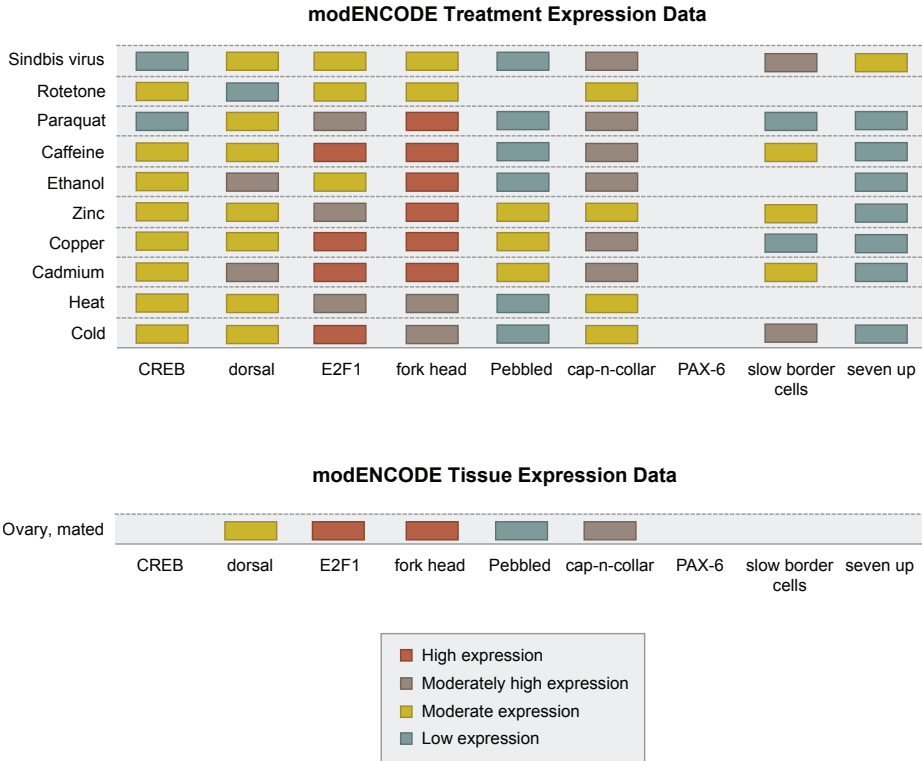 modENCODE Treatment Expression Data
Sindbis virus
Rotetone
Paraquat
Caffeine
Ethanol
Zinc
Copper
Cadmium
Heat
Cold
CREB dorsal E2F1 fork head Pebbled cap-n-collar PAX-6 slow border seven up
cells
modENCODE Tissue Expression Data
Ovary, mated
CREB dorsal E2F1 fork head Pebbled cap-n-collar PAX-6 slow border seven up
cells
High expression
Moderately high expression
Moderate expression
Low expression